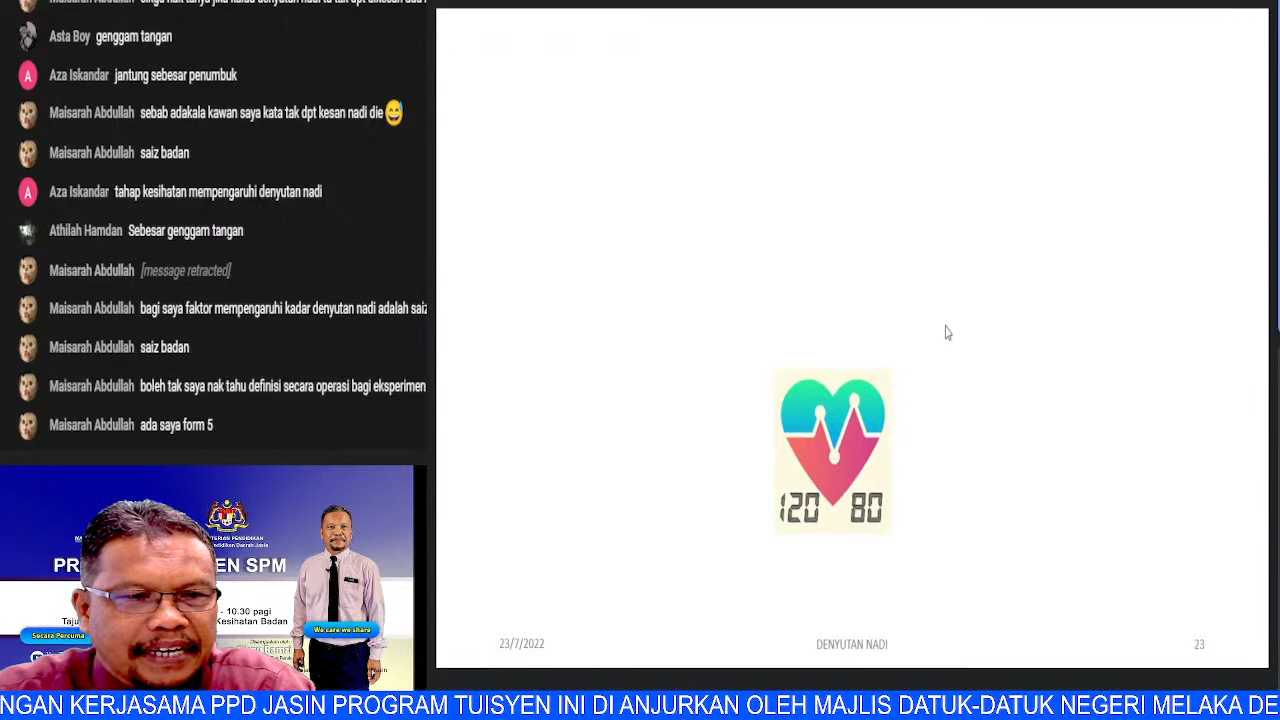 Asta Boy genggam tangan
Aza Iskandar jantung sebesar penumbuk
Maisarah Abdullah sebab adakala kawan saya kata tak dpt kesan nadi die
Maisarah Abdullah saiz badan
Aza Iskandar tahap kesihatan mempengaruhi denyutan nadi
Athilah Hamdan Sebesar genggam tangan
Maisarah Abdullah [message retracted]
Maisarah Abdullah bagi saya faktor mempengaruhi kadar denyutan nadi adalah saiz
Maisarah Abdullah saiz badan
Maisarah Abdullah boleh tak saya nak tahu definisi secara operasi bagi eksperimen
Maisarah Abdullah ada saya form 5
120 80
23/7/2022 DENYUTAN NADI 23
TERIAN PENDIDIKAN
EN SPM
- 10.30 pagi
Kesihatan Badan
Secara Percuma
We care we share
NGAN KERJASAMA PPD JASIN PROGRAM TUISYEN INI DI ANJURKAN OLEH MAJLIS DATUK-DATUK NEGERI MELAKA DE